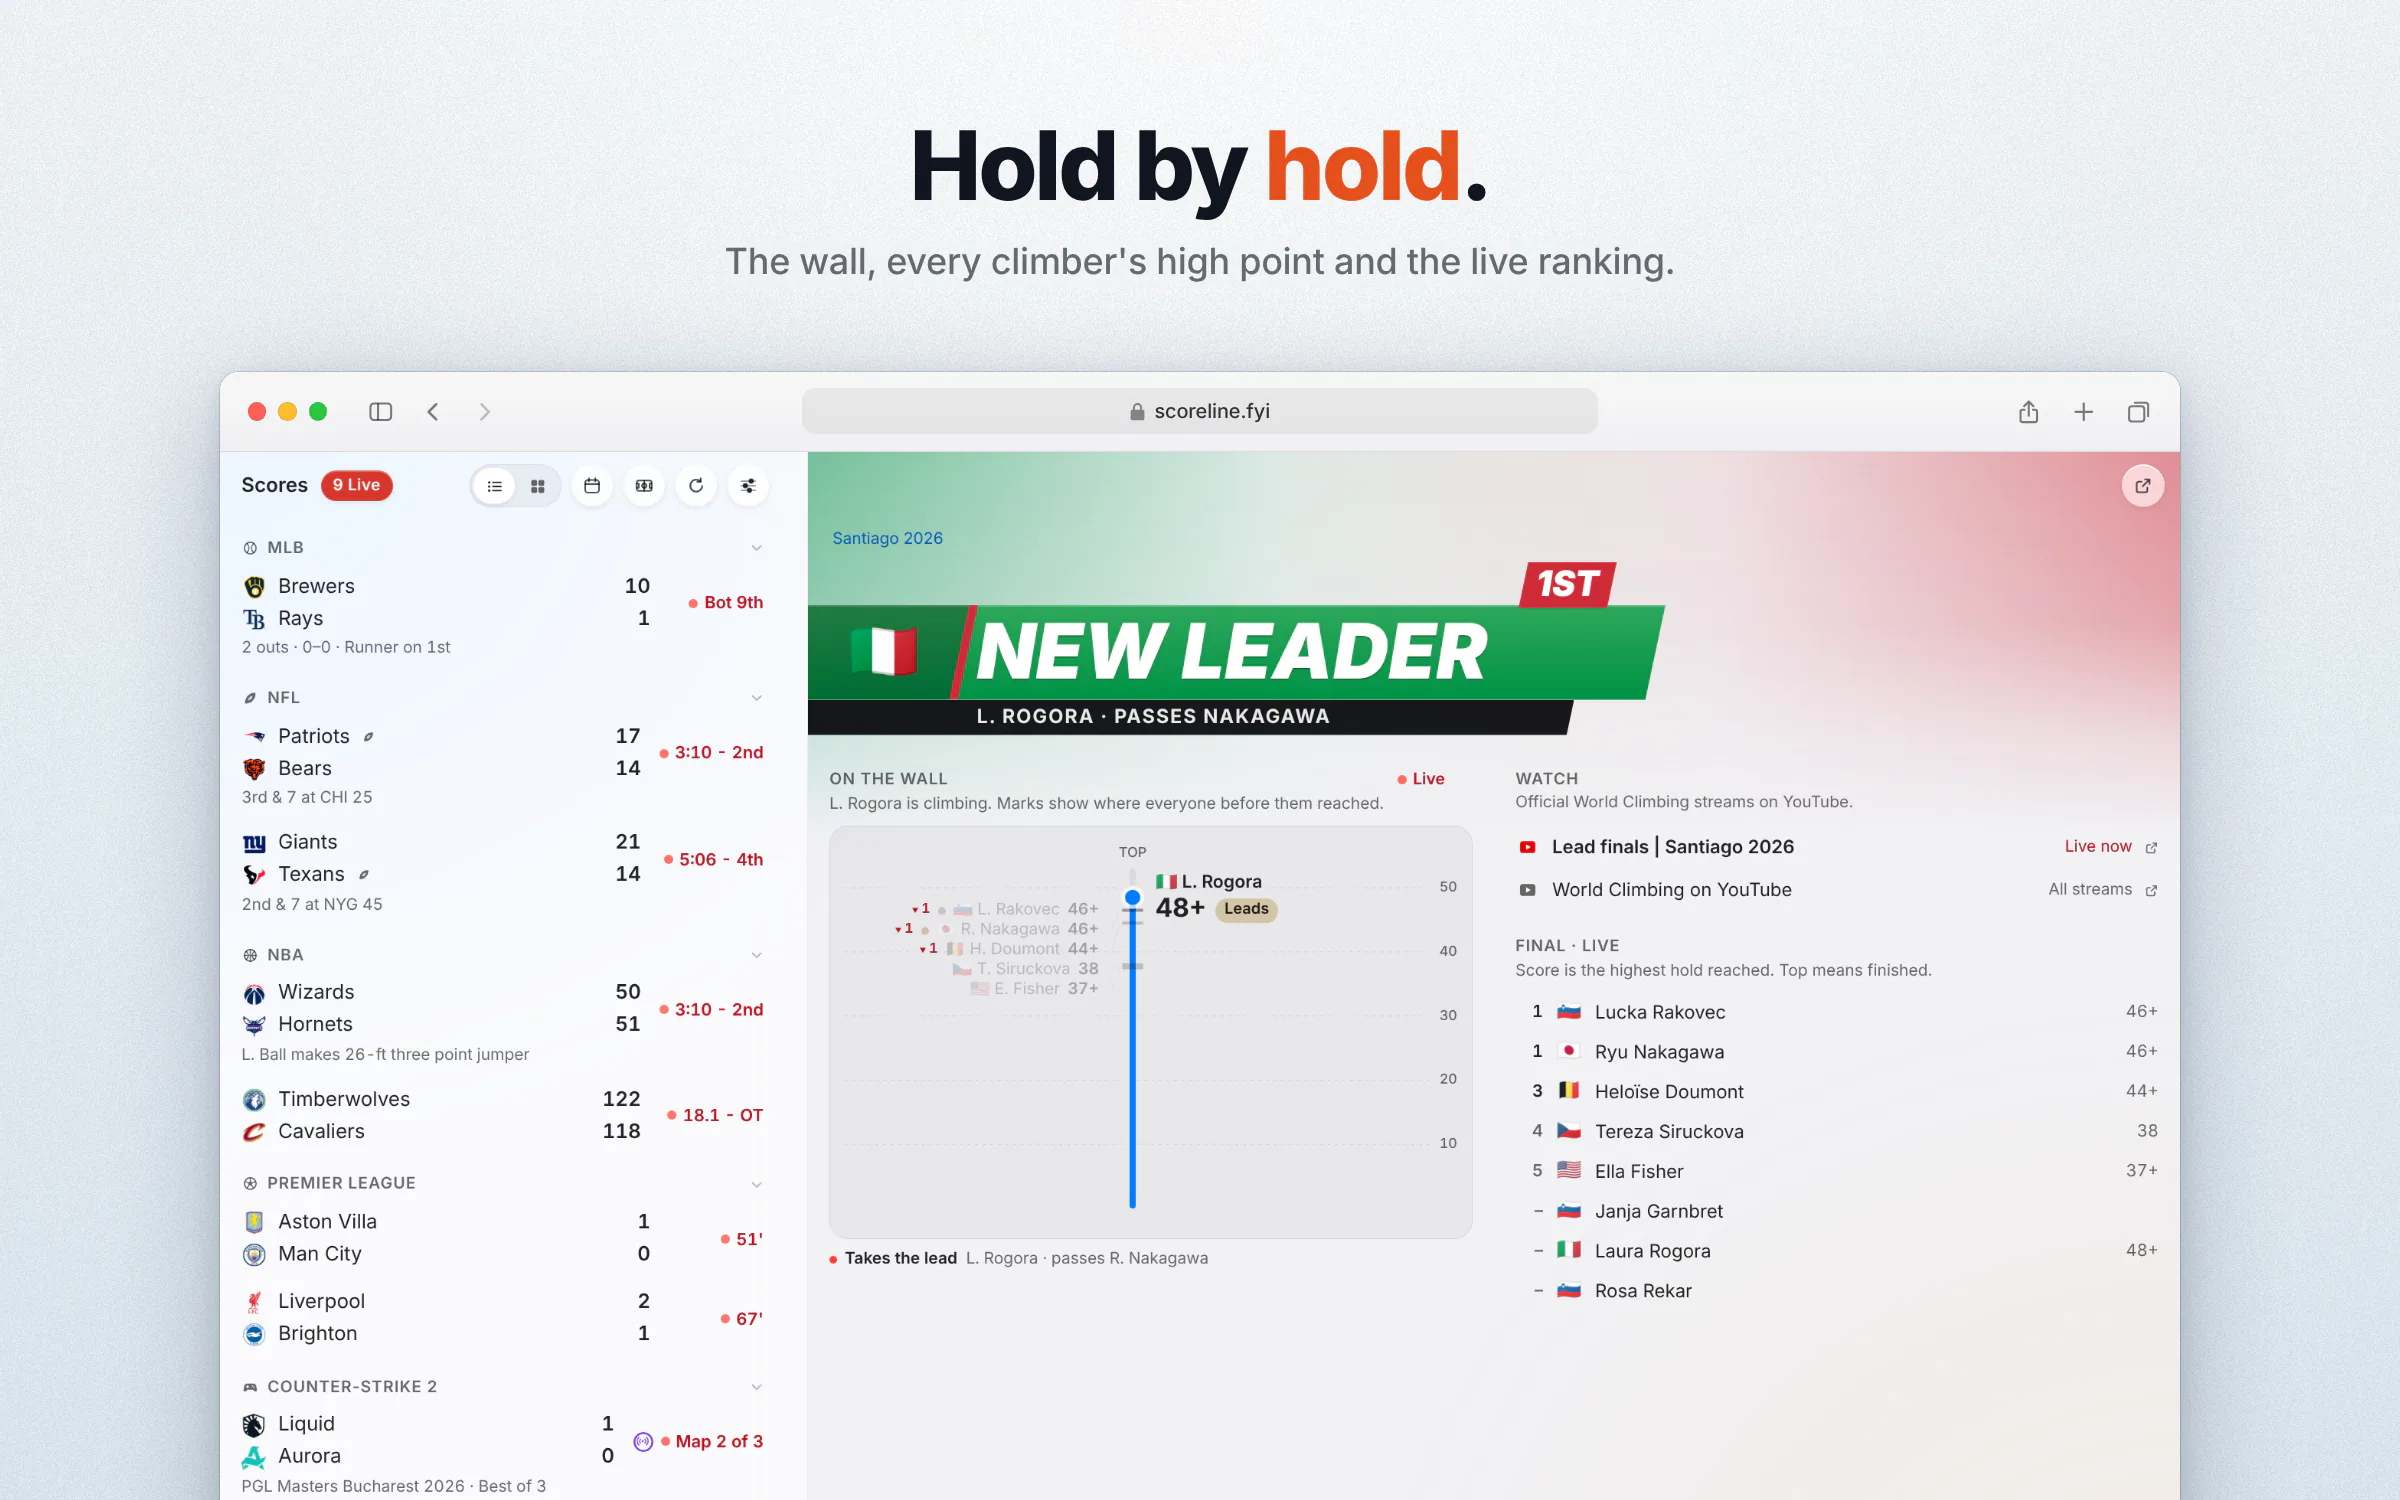 Hold by hold.
The wall, every climber's high point and the live ranking.
scoreline.fyi
Scores 9 Live
MLB
Brewers 10
Rays 1
Bot 9th
2 outs · 0–0 · Runner on 1st
NFL
Patriots 17
Bears 14
3:10 - 2nd
3rd & 7 at CHI 25
Giants 21
Texans 14
5:06 - 4th
2nd & 7 at NYG 45
NBA
Wizards 50
Hornets 51
3:10 - 2nd
L. Ball makes 26-ft three point jumper
Timberwolves 122
Cavaliers 118
18.1 - OT
PREMIER LEAGUE
Aston Villa 1
Man City 0
51'
Liverpool 2
Brighton 1
67'
COUNTER-STRIKE 2
Liquid 1
Aurora 0
Map 2 of 3
PGL Masters Bucharest 2026 · Best of 3
Santiago 2026
1ST
NEW LEADER
L. ROGORA · PASSES NAKAGAWA
ON THE WALL
Live
L. Rogora is climbing. Marks show where everyone before them reached.
TOP
L. Rogora
48+ Leads
1 L. Rakovec 46+
1 R. Nakagawa 46+
1 H. Doumont 44+
T. Siruckova 38
E. Fisher 37+
50
40
30
20
10
Takes the lead L. Rogora · passes R. Nakagawa
WATCH
Official World Climbing streams on YouTube.
Lead finals | Santiago 2026 Live now
World Climbing on YouTube All streams
FINAL · LIVE
Score is the highest hold reached. Top means finished.
1 Lucka Rakovec 46+
1 Ryu Nakagawa 46+
3 Heloïse Doumont 44+
4 Tereza Siruckova 38
5 Ella Fisher 37+
– Janja Garnbret
– Laura Rogora 48+
– Rosa Rekar